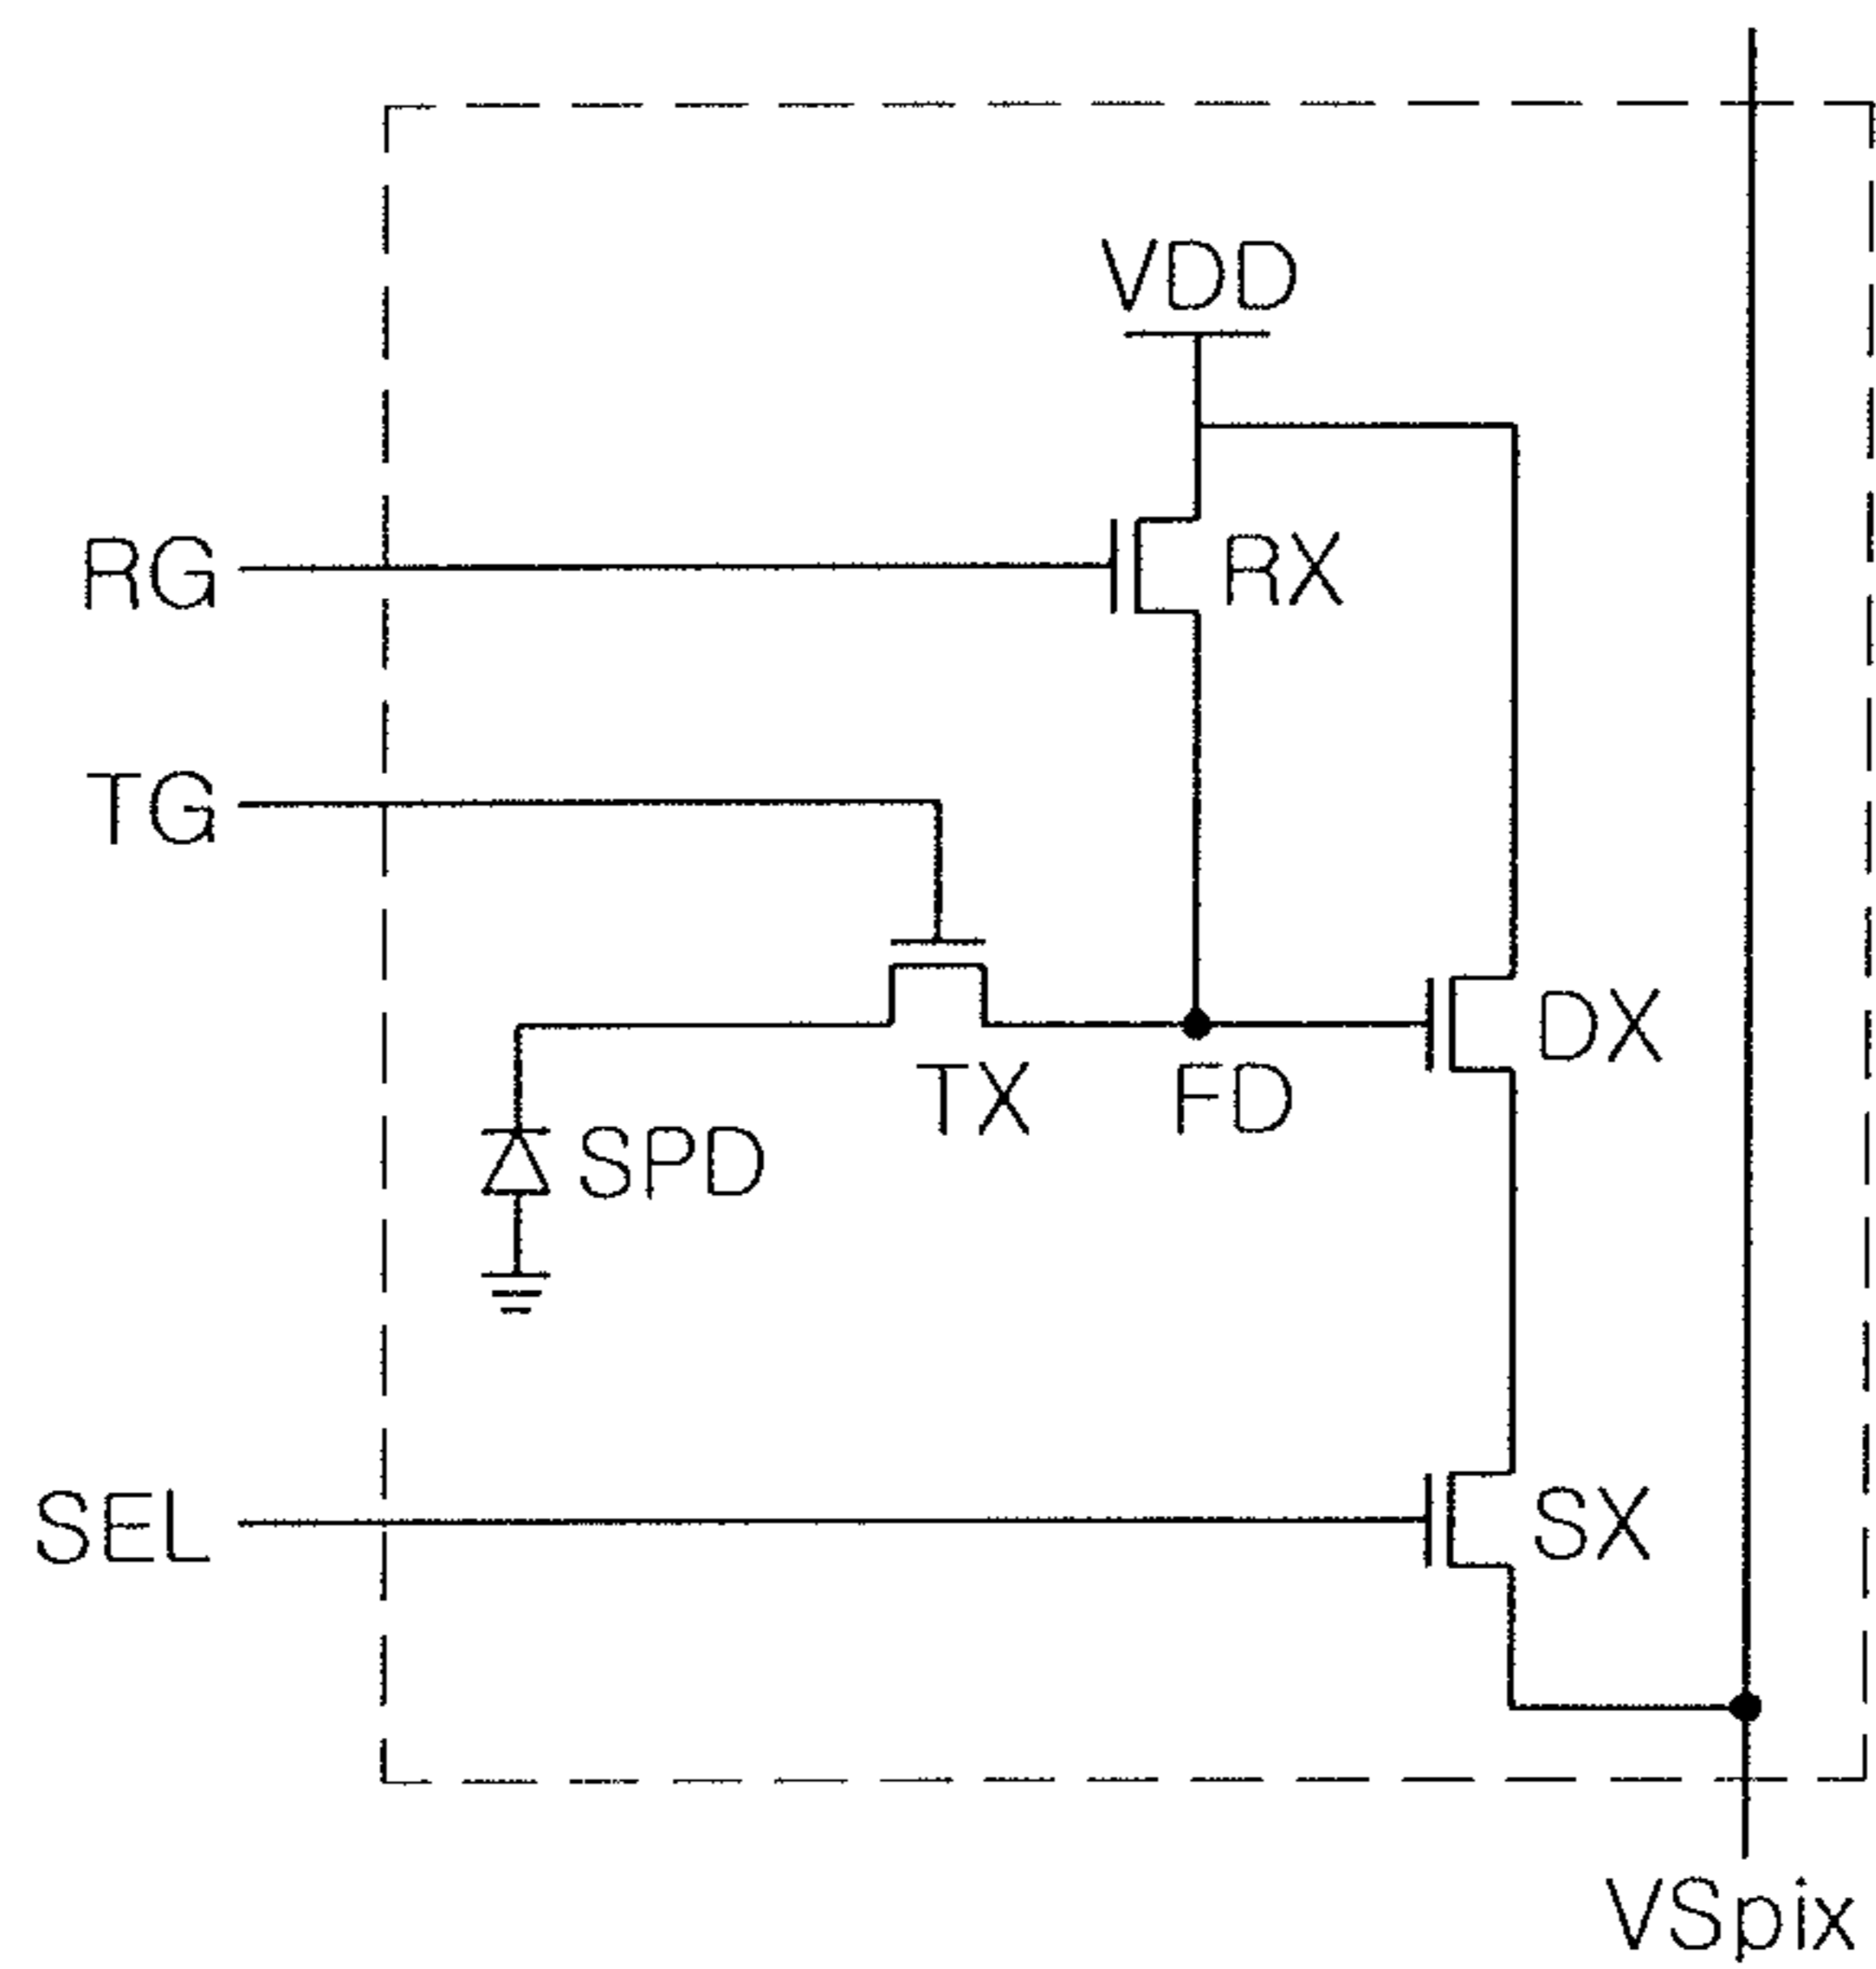 VDD
RG
RX
TG
DX
TX
FD
SPD
SEL
SX
VSpix